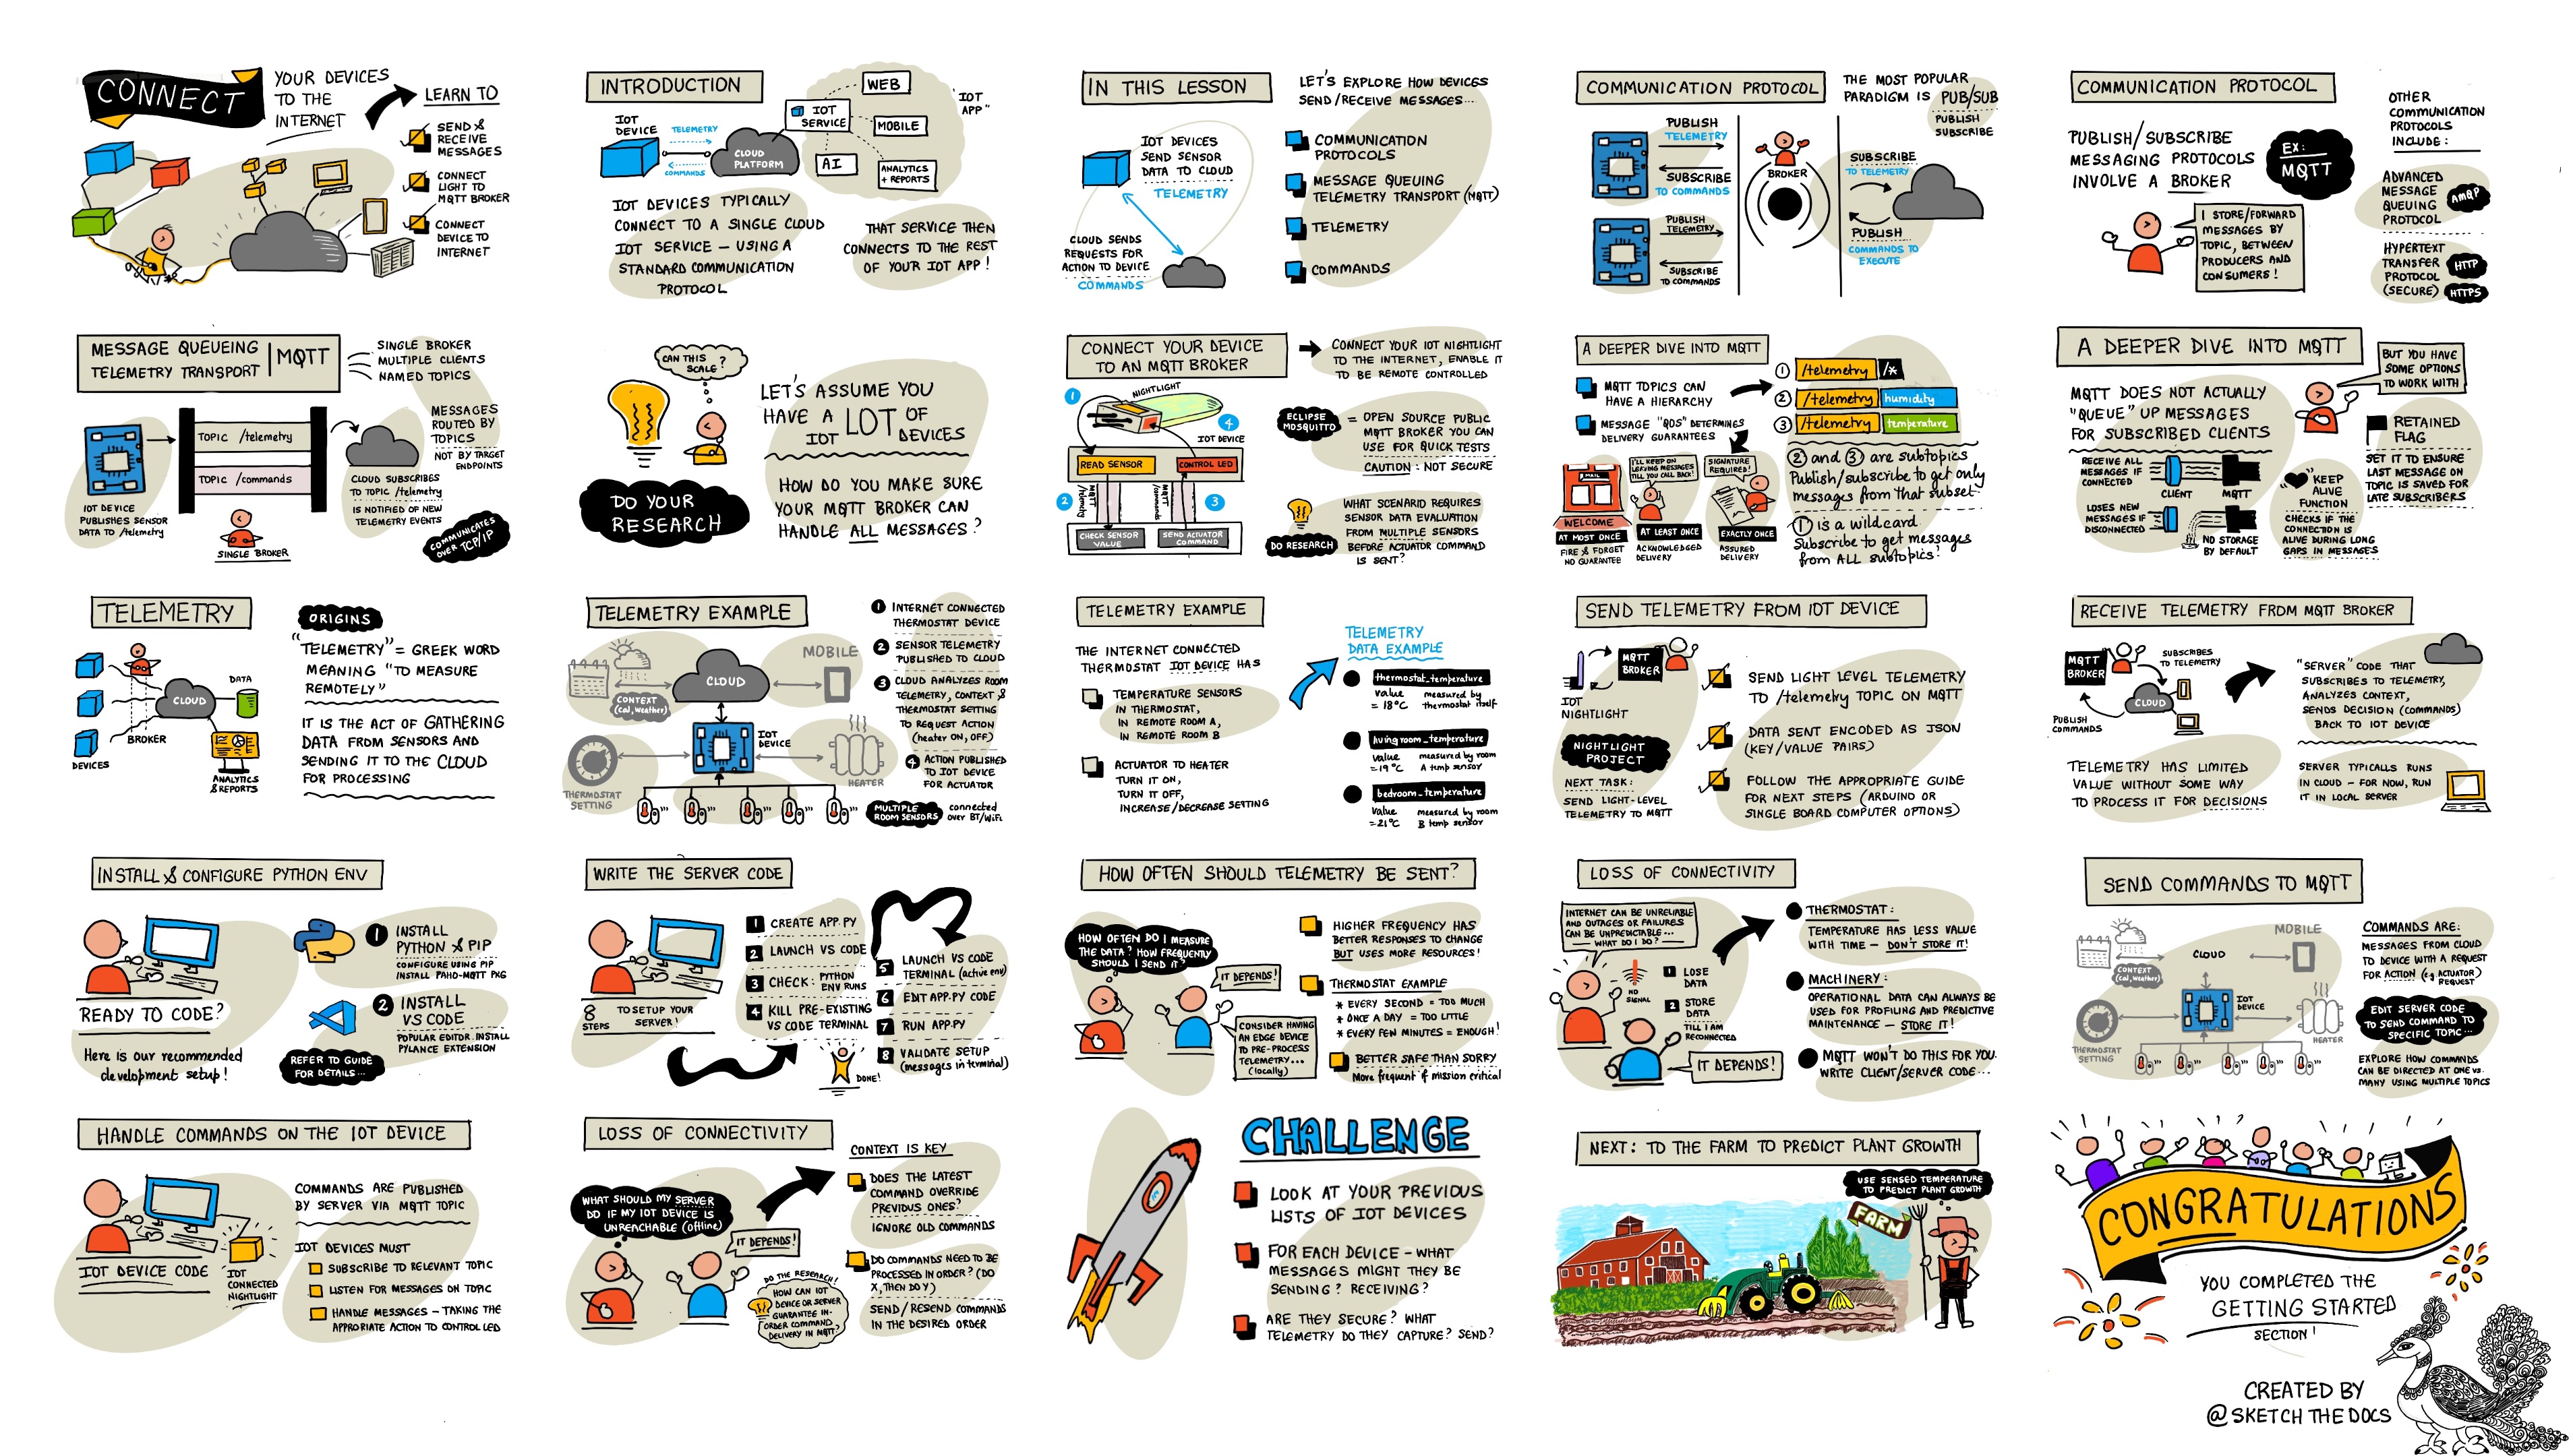 CONNECT
YOUR DEVICES
TO THE
INTERNET
LEARN TO
SEND &
RECEIVE
MESSAGES
CONNECT
LIGHT TO
MQTT BROKER
CONNECT
DEVICE TO
INTERNET
INTRODUCTION
IOT
DEVICE
TELEMETRY
COMMANDS
CLOUD
PLATFORM
IOT
SERVICE
WEB
MOBILE
AI
ANALYTICS
+ REPORTS
"IOT
APP"
IOT DEVICES TYPICALLY
CONNECT TO A SINGLE CLOUD
IOT SERVICE – USING A
STANDARD COMMUNICATION
PROTOCOL
THAT SERVICE THEN
CONNECTS TO THE REST
OF YOUR IOT APP!
IN THIS LESSON
LET'S EXPLORE HOW DEVICES
SEND/RECEIVE MESSAGES...
IOT DEVICES
SEND SENSOR
DATA TO CLOUD
TELEMETRY
CLOUD SENDS
REQUESTS FOR
ACTION TO DEVICE
COMMANDS
COMMUNICATION
PROTOCOLS
MESSAGE QUEUING
TELEMETRY TRANSPORT (MQTT)
TELEMETRY
COMMANDS
COMMUNICATION PROTOCOL
THE MOST POPULAR
PARADIGM IS PUB/SUB
PUBLISH
SUBSCRIBE
PUBLISH
TELEMETRY
SUBSCRIBE
TO COMMANDS
PUBLISH
TELEMETRY
SUBSCRIBE
TO COMMANDS
BROKER
SUBSCRIBE
TO TELEMETRY
PUBLISH
COMMANDS TO
EXECUTE
COMMUNICATION PROTOCOL
PUBLISH/SUBSCRIBE
MESSAGING PROTOCOLS
INVOLVE A BROKER
EX:
MQTT
I STORE/FORWARD
MESSAGES BY
TOPIC, BETWEEN
PRODUCERS AND
CONSUMERS!
OTHER
COMMUNICATION
PROTOCOLS
INCLUDE:
ADVANCED
MESSAGE
QUEUING
PROTOCOL
AMQP
HYPERTEXT
TRANSFER
PROTOCOL
(SECURE)
HTTP
HTTPS
MESSAGE QUEUEING
TELEMETRY TRANSPORT
MQTT
SINGLE BROKER
MULTIPLE CLIENTS
NAMED TOPICS
TOPIC /telemetry
TOPIC /commands
IOT DEVICE
PUBLISHES SENSOR
DATA TO /telemetry
SINGLE BROKER
MESSAGES
ROUTED BY
TOPICS
NOT BY TARGET
ENDPOINTS
CLOUD SUBSCRIBES
TO TOPIC /telemetry
IS NOTIFIED OF NEW
TELEMETRY EVENTS
COMMUNICATES
OVER TCP/IP
CAN THIS
SCALE?
DO YOUR
RESEARCH
LET'S ASSUME YOU
HAVE A LOT OF
IOT DEVICES
HOW DO YOU MAKE SURE
YOUR MQTT BROKER CAN
HANDLE ALL MESSAGES?
CONNECT YOUR DEVICE
TO AN MQTT BROKER
CONNECT YOUR IOT NIGHTLIGHT
TO THE INTERNET, ENABLE IT
TO BE REMOTE CONTROLLED
1
NIGHTLIGHT
4
IOT DEVICE
READ SENSOR
CONTROL LED
2
MQTT
/telemetry
MQTT
/commands
3
CHECK SENSOR
VALUE
SEND ACTUATOR
COMMAND
ECLIPSE
MOSQUITTO
= OPEN SOURCE PUBLIC
MQTT BROKER YOU CAN
USE FOR QUICK TESTS
CAUTION: NOT SECURE
DO RESEARCH
WHAT SCENARIO REQUIRES
SENSOR DATA EVALUATION
FROM MULTIPLE SENSORS
BEFORE ACTUATOR COMMAND
IS SENT?
A DEEPER DIVE INTO MQTT
MQTT TOPICS CAN
HAVE A HIERARCHY
MESSAGE "QOS" DETERMINES
DELIVERY GUARANTEES
1 /telemetry /*
2 /telemetry humidity
3 /telemetry temperature
MAIL
WELCOME
AT MOST ONCE
FIRE & FORGET
NO GUARANTEE
I'LL KEEP ON
LEAVING MESSAGES
TILL YOU CALL BACK!
AT LEAST ONCE
ACKNOWLEDGED
DELIVERY
SIGNATURE
REQUIRED!
EXACTLY ONCE
ASSURED
DELIVERY
2 and 3 are subtopics
Publish/subscribe to get only
messages from that subset
1 is a wildcard
Subscribe to get messages
from ALL subtopics!
A DEEPER DIVE INTO MQTT
MQTT DOES NOT ACTUALLY
"QUEUE" UP MESSAGES
FOR SUBSCRIBED CLIENTS
BUT YOU HAVE
SOME OPTIONS
TO WORK WITH
RECEIVE ALL
MESSAGES IF
CONNECTED
CLIENT
MQTT
LOSES NEW
MESSAGES IF
DISCONNECTED
NO STORAGE
BY DEFAULT
RETAINED
FLAG
SET IT TO ENSURE
LAST MESSAGE ON
TOPIC IS SAVED FOR
LATE SUBSCRIBERS
KEEP
ALIVE
FUNCTION
CHECKS IF THE
CONNECTION IS
ALIVE DURING LONG
GAPS IN MESSAGES
TELEMETRY
ORIGINS
"TELEMETRY" = GREEK WORD
MEANING "TO MEASURE
REMOTELY"
DATA
CLOUD
BROKER
DEVICES
ANALYTICS
& REPORTS
IT IS THE ACT OF GATHERING
DATA FROM SENSORS AND
SENDING IT TO THE CLOUD
FOR PROCESSING
TELEMETRY EXAMPLE
CLOUD
MOBILE
CONTEXT
(cal, weather)
IOT
DEVICE
THERMOSTAT
SETTING
HEATER
1 INTERNET CONNECTED
THERMOSTAT DEVICE
2 SENSOR TELEMETRY
PUBLISHED TO CLOUD
3 CLOUD ANALYZES ROOM
TELEMETRY, CONTEXT &
THERMOSTAT SETTING
TO REQUEST ACTION
(heater ON, OFF)
4 ACTION PUBLISHED
TO IOT DEVICE
FOR ACTUATOR
MULTIPLE
ROOM SENSORS
connected
over BT/WiFi
TELEMETRY EXAMPLE
THE INTERNET CONNECTED
THERMOSTAT IOT DEVICE HAS
TEMPERATURE SENSORS
IN THERMOSTAT,
IN REMOTE ROOM A,
IN REMOTE ROOM B
ACTUATOR TO HEATER
TURN IT ON,
TURN IT OFF,
INCREASE/DECREASE SETTING
TELEMETRY
DATA EXAMPLE
thermostat_temperature
value = 18°C
measured by
thermostat itself
livingroom_temperature
value = 19°C
measured by room
A temp sensor
bedroom_temperature
value = 21°C
measured by room
B temp sensor
SEND TELEMETRY FROM IOT DEVICE
MQTT
BROKER
IOT
NIGHTLIGHT
NIGHTLIGHT
PROJECT
NEXT TASK:
SEND LIGHT-LEVEL
TELEMETRY TO MQTT
SEND LIGHT LEVEL TELEMETRY
TO /telemetry TOPIC ON MQTT
DATA SENT ENCODED AS JSON
(KEY/VALUE PAIRS)
FOLLOW THE APPROPRIATE GUIDE
FOR NEXT STEPS (ARDUINO OR
SINGLE BOARD COMPUTER OPTIONS)
RECEIVE TELEMETRY FROM MQTT BROKER
MQTT
BROKER
SUBSCRIBES
TO TELEMETRY
CLOUD
PUBLISH
COMMANDS
"SERVER" CODE THAT
SUBSCRIBES TO TELEMETRY,
ANALYZES CONTEXT,
SENDS DECISION (COMMANDS)
BACK TO IOT DEVICE
TELEMETRY HAS LIMITED
VALUE WITHOUT SOME WAY
TO PROCESS IT FOR DECISIONS
SERVER TYPICALLS RUNS
IN CLOUD – FOR NOW, RUN
IT IN LOCAL SERVER
INSTALL & CONFIGURE PYTHON ENV
READY TO CODE?
Here is our recommended
development setup!
1 INSTALL
PYTHON & PIP
CONFIGURE USING PIP
INSTALL PAHO-MQTT PKG
2 INSTALL
VS CODE
POPULAR EDITOR. INSTALL
PYLANCE EXTENSION
REFER TO GUIDE
FOR DETAILS...
WRITE THE SERVER CODE
8
STEPS
TO SETUP YOUR
SERVER!
1 CREATE APP.PY
2 LAUNCH VS CODE
3 CHECK: PYTHON
ENV RUNS
4 KILL PRE-EXISTING
VS CODE TERMINAL
5 LAUNCH VS CODE
TERMINAL (active env)
6 EDIT APP.PY CODE
7 RUN APP.PY
8 VALIDATE SETUP
(messages in terminal)
DONE!
HOW OFTEN SHOULD TELEMETRY BE SENT?
HOW OFTEN DO I MEASURE
THE DATA? HOW FREQUENTLY
SHOULD I SEND IT?
IT DEPENDS!
CONSIDER HAVING
AN EDGE DEVICE
TO PRE-PROCESS
TELEMETRY...
(locally)
HIGHER FREQUENCY HAS
BETTER RESPONSES TO CHANGE
BUT USES MORE RESOURCES!
THERMOSTAT EXAMPLE
* EVERY SECOND = TOO MUCH
* ONCE A DAY = TOO LITTLE
* EVERY FEW MINUTES = ENOUGH!
BETTER SAFE THAN SORRY
More frequent if mission critical
LOSS OF CONNECTIVITY
INTERNET CAN BE UNRELIABLE
AND OUTAGES OR FAILURES
CAN BE UNPREDICTABLE...
WHAT DO I DO?
NO
SIGNAL
1 LOSE
DATA
2 STORE
DATA
TILL I AM
RECONNECTED
IT DEPENDS!
THERMOSTAT:
TEMPERATURE HAS LESS VALUE
WITH TIME – DON'T STORE IT!
MACHINERY:
OPERATIONAL DATA CAN ALWAYS BE
USED FOR PROFILING AND PREDICTIVE
MAINTENANCE – STORE IT!
MQTT WON'T DO THIS FOR YOU.
WRITE CLIENT/SERVER CODE...
SEND COMMANDS TO MQTT
CLOUD
MOBILE
CONTEXT
(cal, weather)
IOT
DEVICE
THERMOSTAT
SETTING
HEATER
COMMANDS ARE:
MESSAGES FROM CLOUD
TO DEVICE WITH A REQUEST
FOR ACTION (e.g ACTUATOR)
REQUEST
EDIT SERVER CODE
TO SEND COMMAND TO
SPECIFIC TOPIC...
EXPLORE HOW COMMANDS
CAN BE DIRECTED AT ONE vs.
MANY USING MULTIPLE TOPICS
HANDLE COMMANDS ON THE IOT DEVICE
IOT DEVICE CODE
IOT
CONNECTED
NIGHTLIGHT
COMMANDS ARE PUBLISHED
BY SERVER VIA MQTT TOPIC
IOT DEVICES MUST
SUBSCRIBE TO RELEVANT TOPIC
LISTEN FOR MESSAGES ON TOPIC
HANDLE MESSAGES – TAKING THE
APPRORIATE ACTION TO CONTROL LED
LOSS OF CONNECTIVITY
WHAT SHOULD MY SERVER
DO IF MY IOT DEVICE IS
UNREACHABLE (offline)
IT DEPENDS!
DO THE RESEARCH!
HOW CAN IOT
DEVICE OR SERVER
GUARANTEE IN-
ORDER COMMAND
DELIVERY IN MQTT?
CONTEXT IS KEY
DOES THE LATEST
COMMAND OVERRIDE
PREVIOUS ONES?
IGNORE OLD COMMANDS
DO COMMANDS NEED TO BE
PROCESSED IN ORDER? (DO
X, THEN DO Y)
SEND/RESEND COMMANDS
IN THE DESIRED ORDER
CHALLENGE
LOOK AT YOUR PREVIOUS
LISTS OF IOT DEVICES
FOR EACH DEVICE – WHAT
MESSAGES MIGHT THEY BE
SENDING? RECEIVING?
ARE THEY SECURE? WHAT
TELEMETRY DO THEY CAPTURE? SEND?
NEXT: TO THE FARM TO PREDICT PLANT GROWTH
USE SENSED TEMPERATURE
TO PREDICT PLANT GROWTH
FARM
CONGRATULATIONS
YOU COMPLETED THE
GETTING STARTED
SECTION!
CREATED BY
@SKETCHTHEDOCS